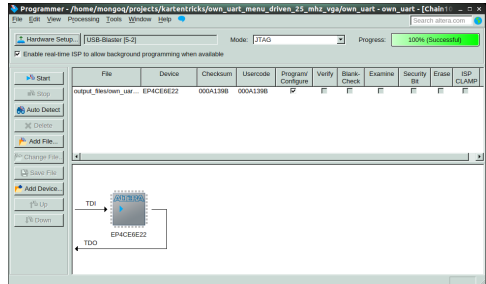 Programmer - /home/mongoq/projects/kartentricks/own_uart_menu_driven_25_mhz_vga/own_uart - own_uart - [Chain1
File Edit View Processing Tools Window Help
Search altera.com
Hardware Setup... USB-Blaster [5-2] Mode: JTAG Progress: 100% (Successful)
Enable real-time ISP to allow background programming when available
Start
Stop
Auto Detect
Delete
Add File...
Change File...
Save File
Add Device...
Up
Down
File Device Checksum Usercode Program/ Configure Verify Blank- Check Examine Security Bit Erase ISP CLAMP
output_files/own_uar... EP4CE6E22 000A139B 000A139B
TDI
EP4CE6E22
TDO